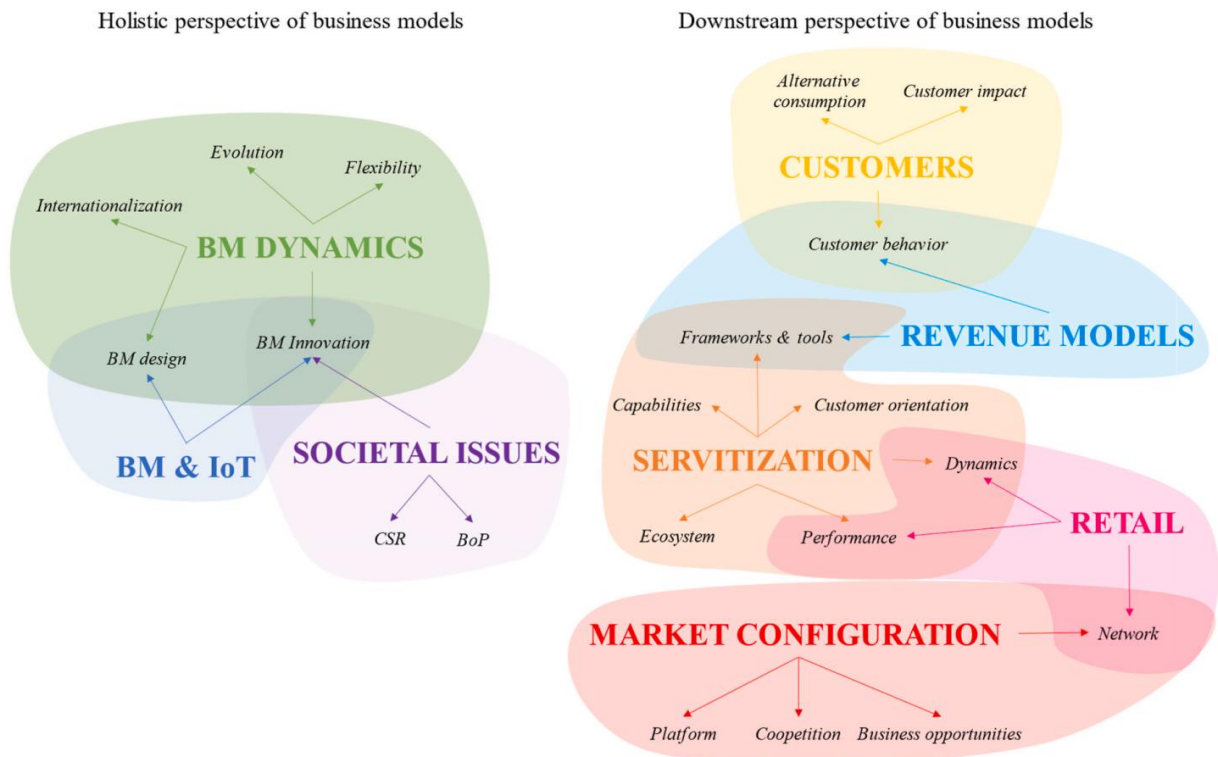 Holistic perspective of business models
Evolution
Flexibility
Internationalization
BM DYNAMICS
BM design
BM Innovation
BM & IoT
SOCIETAL ISSUES
CSR
BoP
Downstream perspective of business models
Alternative
consumption
Customer impact
CUSTOMERS
Customer behavior
Frameworks & tools
REVENUE MODELS
Capabilities
Customer orientation
SERVITIZATION
Dynamics
Ecosystem
Performance
RETAIL
MARKET CONFIGURATION
Network
Platform
Coopetition
Business opportunities